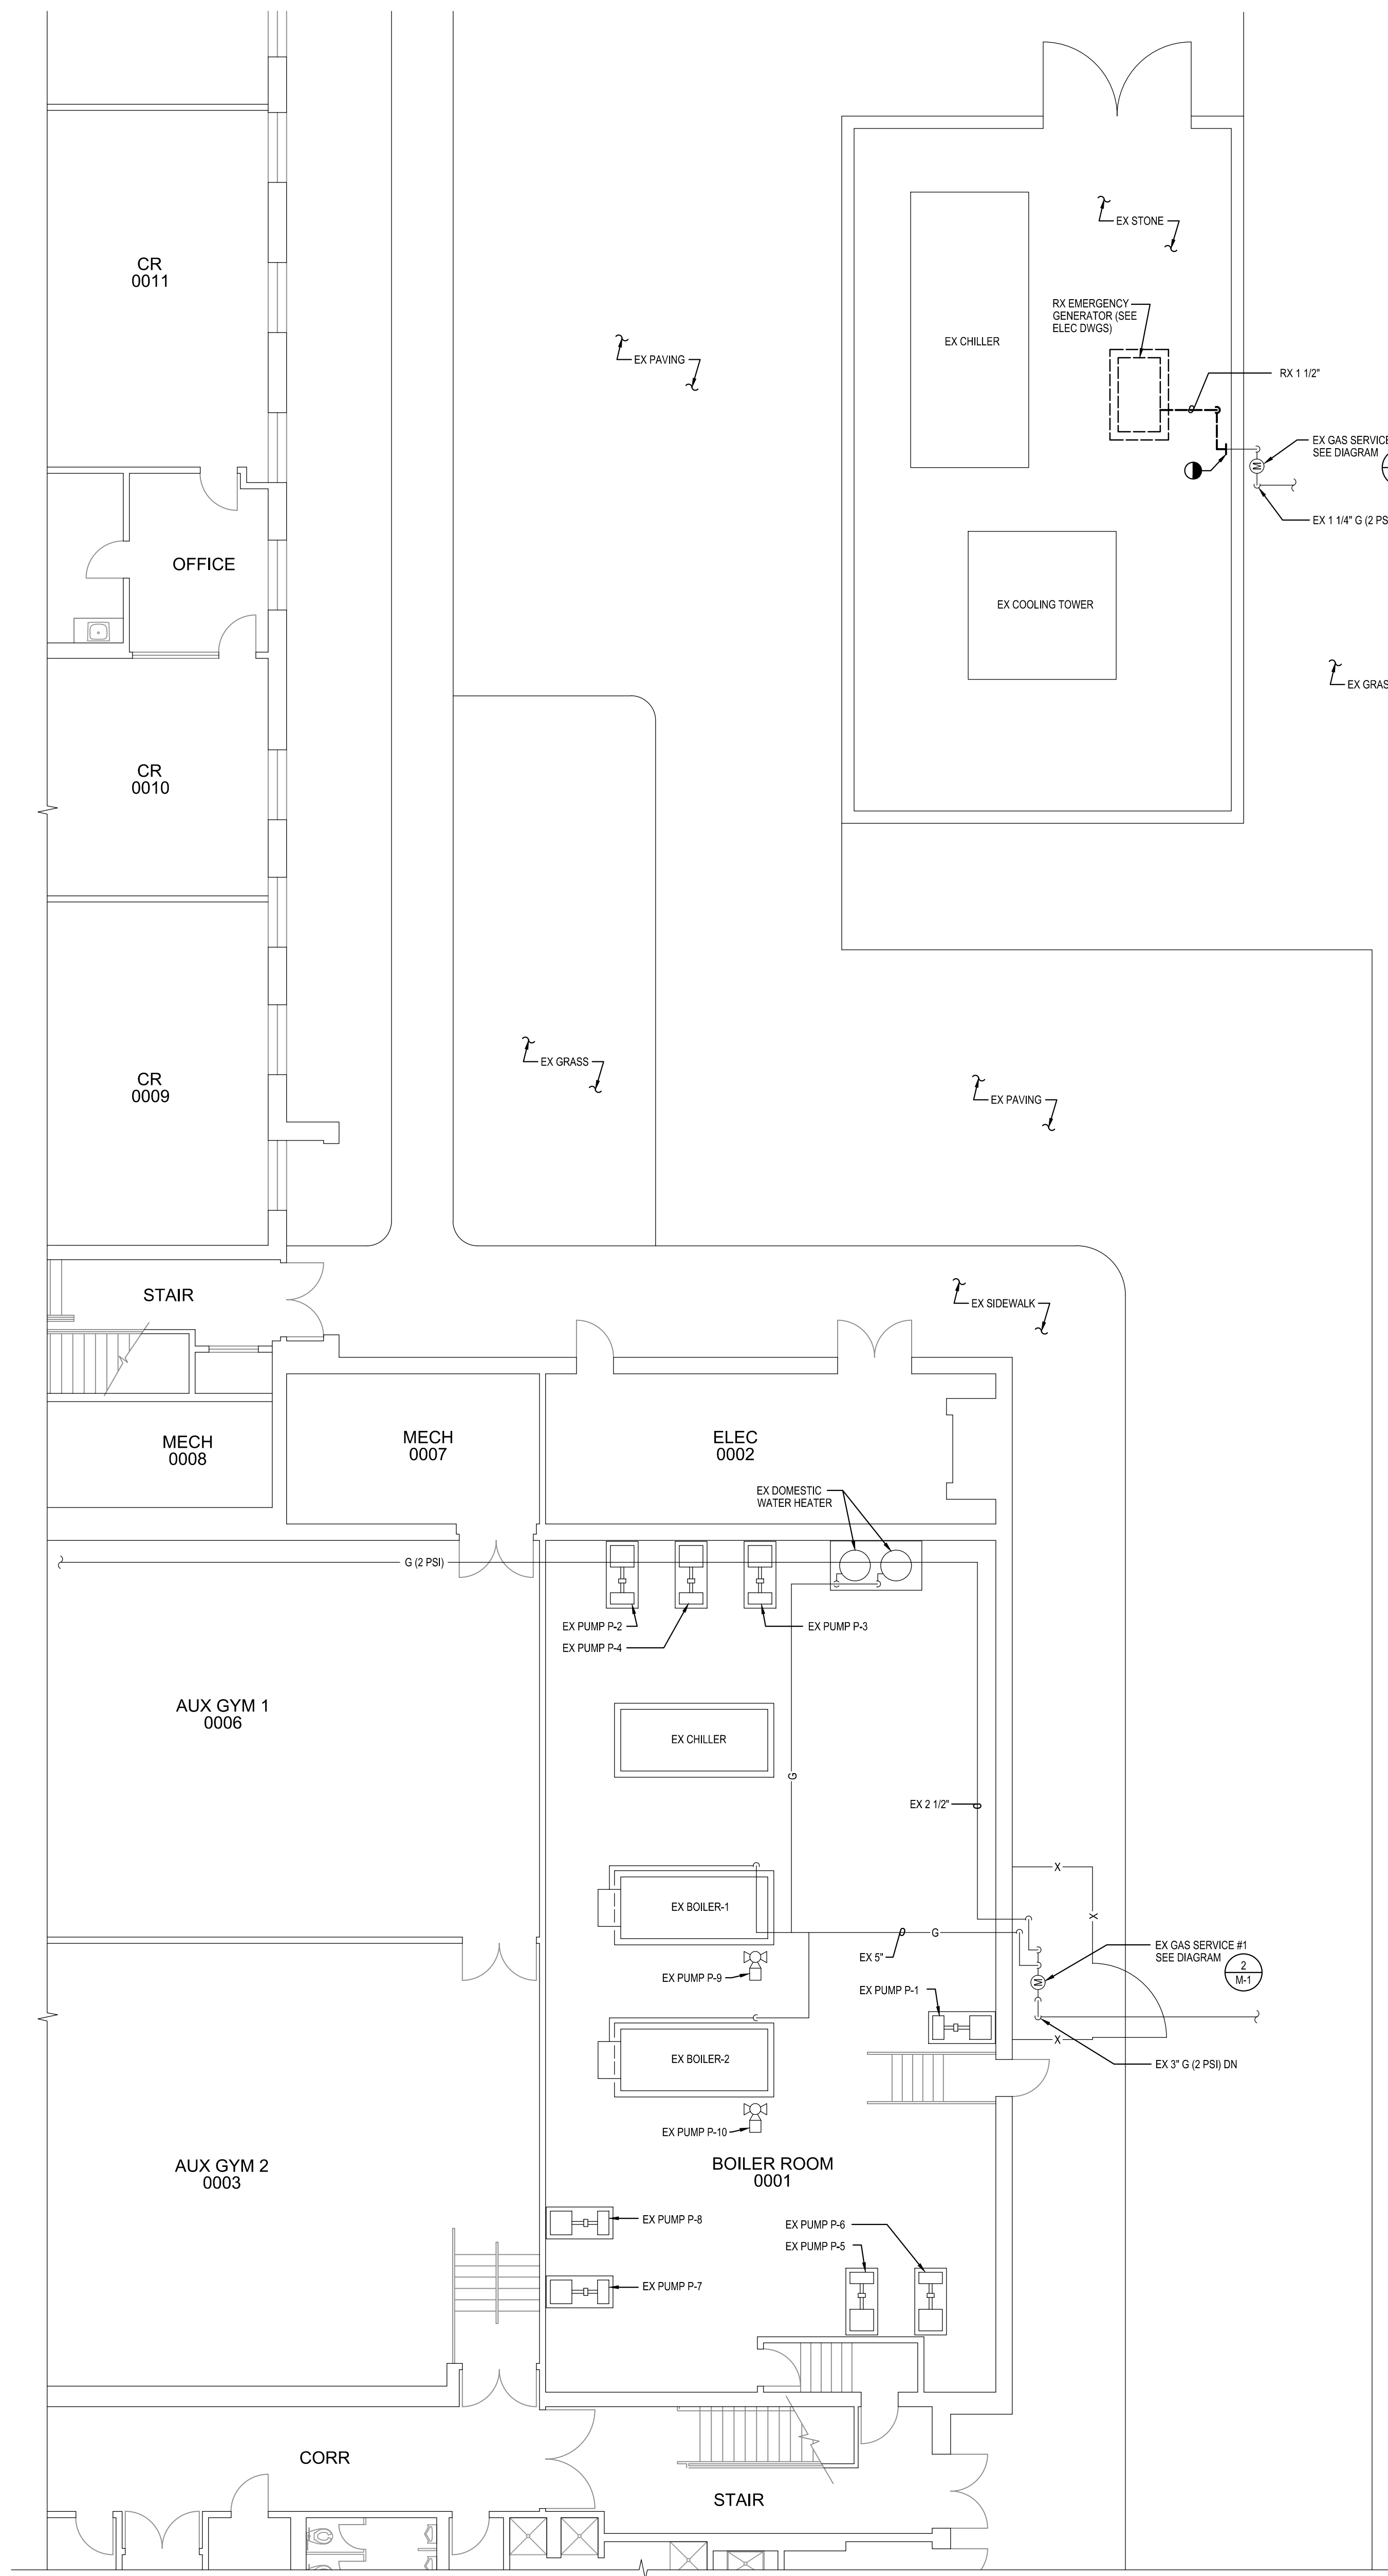 CR
0011
EX STONE
RX EMERGENCY
GENERATOR (SEE
ELEC DWGS)
EX CHILLER
EX PAVING
RX 1 1/2"
EX GAS SERVICE
SEE DIAGRAM
M
EX 1 1/4" G (2 PS
OFFICE
EX COOLING TOWER
EX GRAS
CR
0010
EX GRASS
CR
0009
EX PAVING
STAIR
EX SIDEWALK
MECH
0008
MECH
0007
ELEC
0002
EX DOMESTIC
WATER HEATER
G (2 PSI)
EX PUMP P-2
EX PUMP P-3
EX PUMP P-4
AUX GYM 1
0006
EX CHILLER
G
EX 2 1/2"
X
EX BOILER-1
X
G
EX 5"
EX GAS SERVICE #1
SEE DIAGRAM
2
M-1
EX PUMP P-9
M
EX PUMP P-1
X
EX BOILER-2
EX 3" G (2 PSI) DN
EX PUMP P-10
AUX GYM 2
0003
BOILER ROOM
0001
EX PUMP P-8
EX PUMP P-6
EX PUMP P-5
EX PUMP P-7
CORR
STAIR